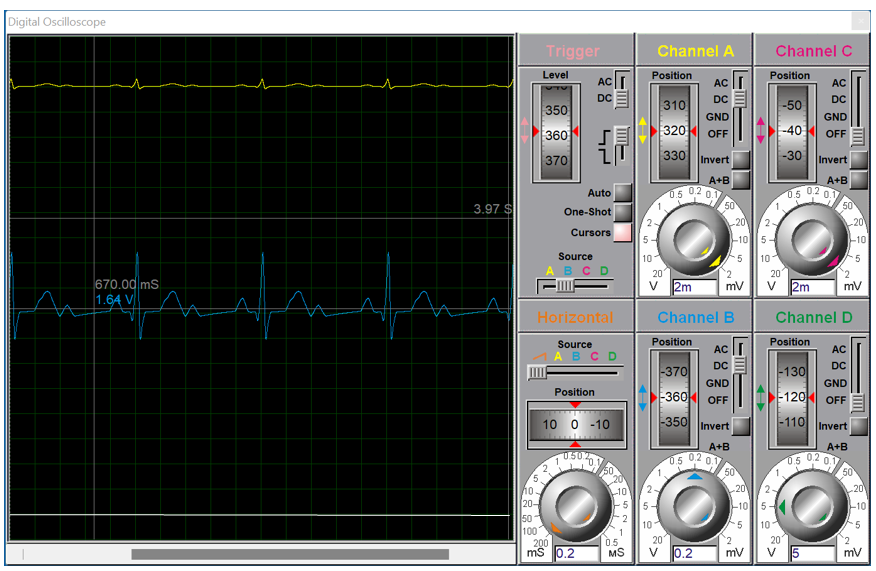 Digital Oscilloscope
3.97 S
670.00 mS
1.64 V
Trigger
Level
340
350
360
370
AC
DC
Auto
One-Shot
Cursors
Source
A B C D
Channel A
Position
310
320
330
AC
DC
GND
OFF
Invert
A+B
20 10 5 2 1 0.5 0.2 0.1 50 20 10 5 2
V 2m mV
Channel C
Position
-50
-40
-30
AC
DC
GND
OFF
Invert
A+B
20 10 5 2 1 0.5 0.2 0.1 50 20 10 5 2
V 2m mV
Horizontal
Source
A B C D
Position
10 0 -10
200 100 50 20 10 5 2 1 0.5 0.2 0.1 50 20 10 5 2 1 0.5
mS 0.2 мS
Channel B
Position
-370
-360
-350
AC
DC
GND
OFF
Invert
A+B
20 10 5 2 1 0.5 0.2 0.1 50 20 10 5 2
V 0.2 mV
Channel D
Position
-130
-120
-110
AC
DC
GND
OFF
Invert
A+B
20 10 5 2 1 0.5 0.2 0.1 50 20 10 5 2
V 5 mV